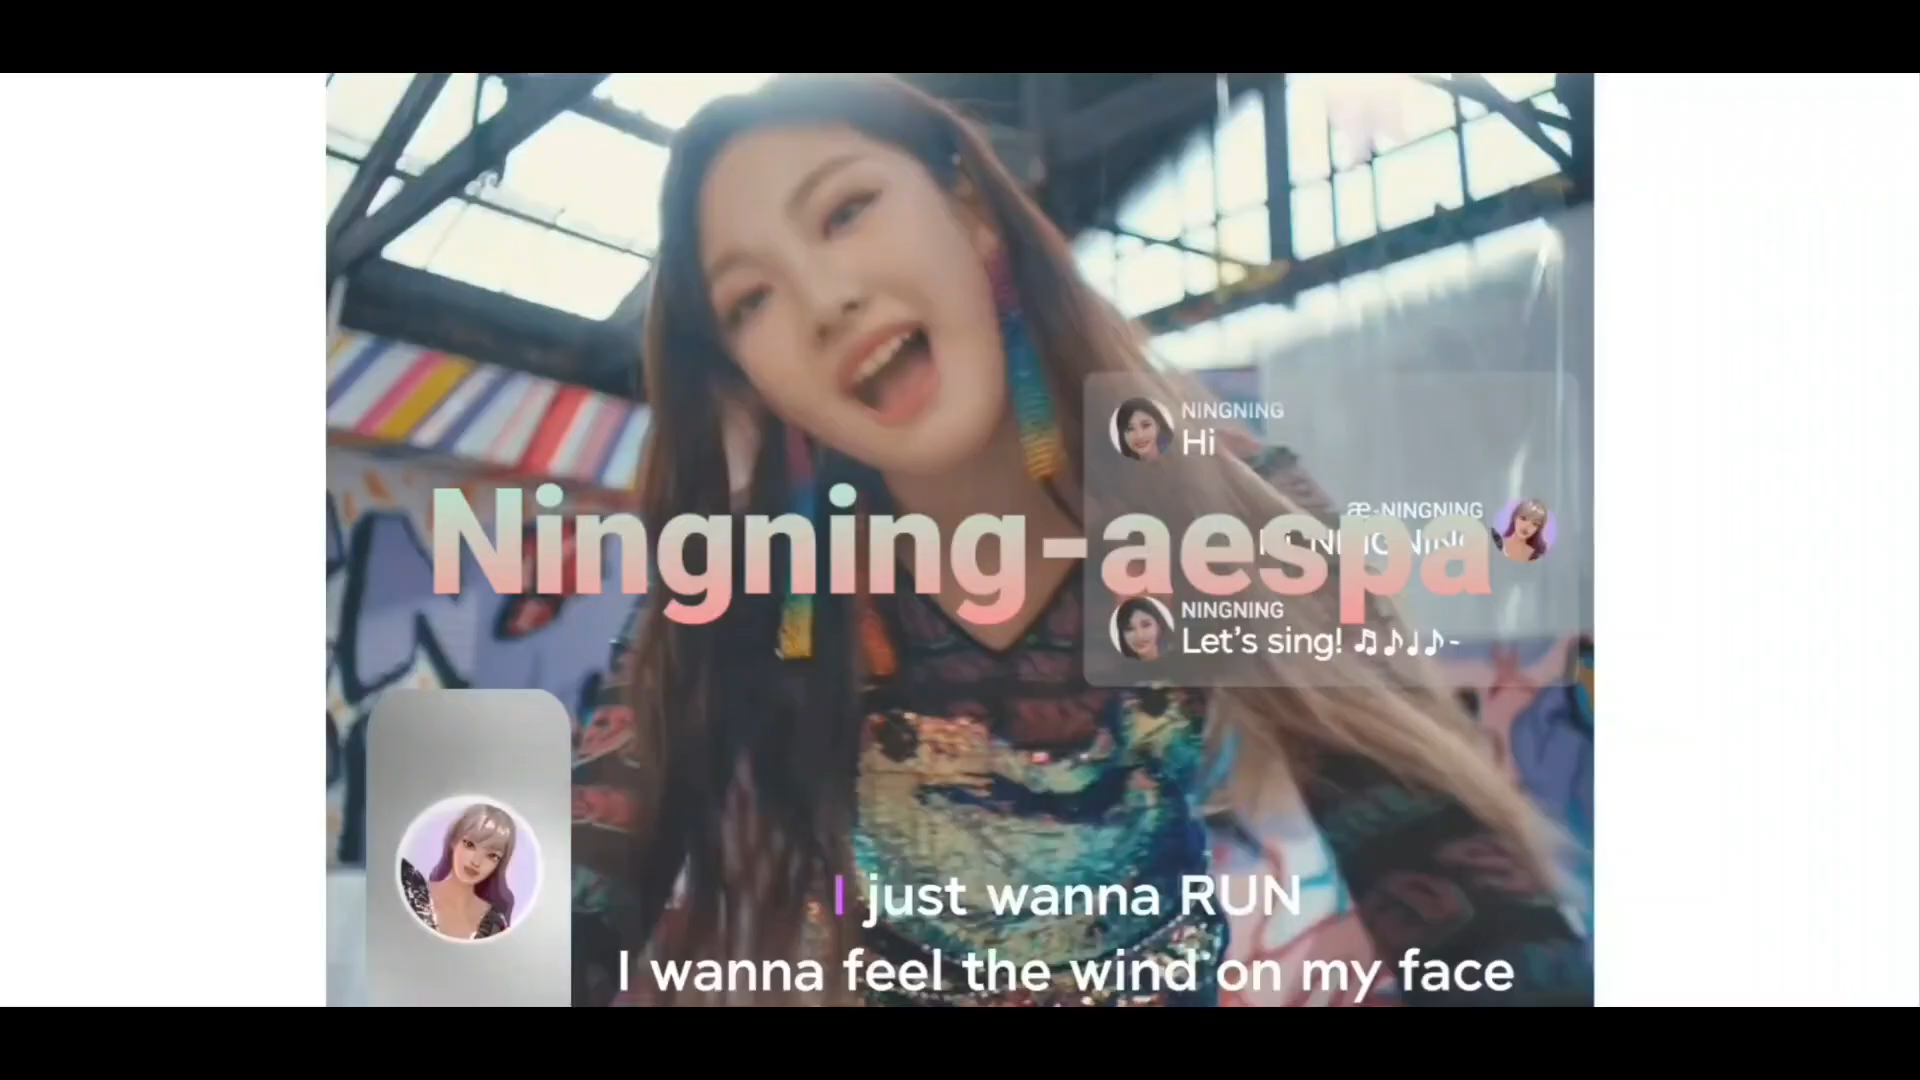 NINGNING
Hi
æ-NINGNING
Ningning-aespa
NINGNING
Let's sing! ♫♪♩♪~
I just wanna RUN
I wanna feel the wind on my face